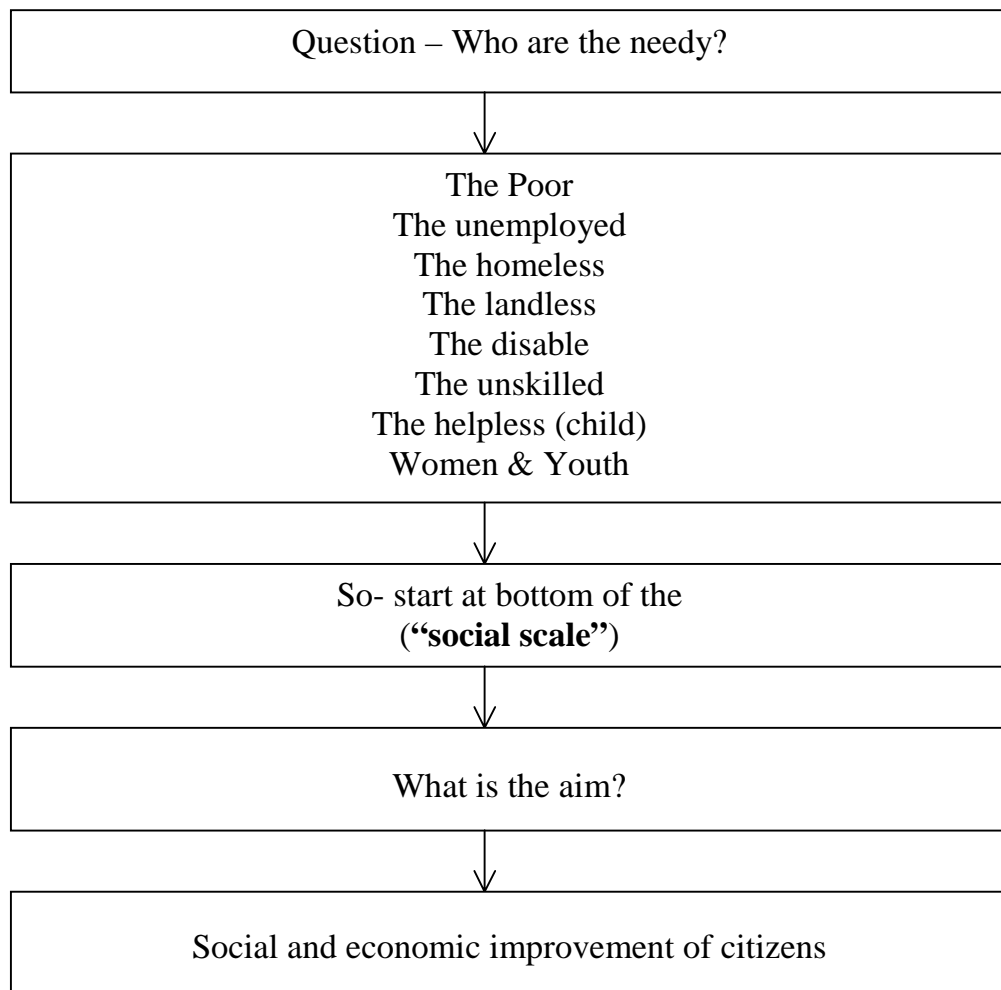 Question – Who are the needy?
The Poor
The unemployed
The homeless
The landless
The disable
The unskilled
The helpless (child)
Women & Youth
So- start at bottom of the
(“social scale”)
What is the aim?
Social and economic improvement of citizens